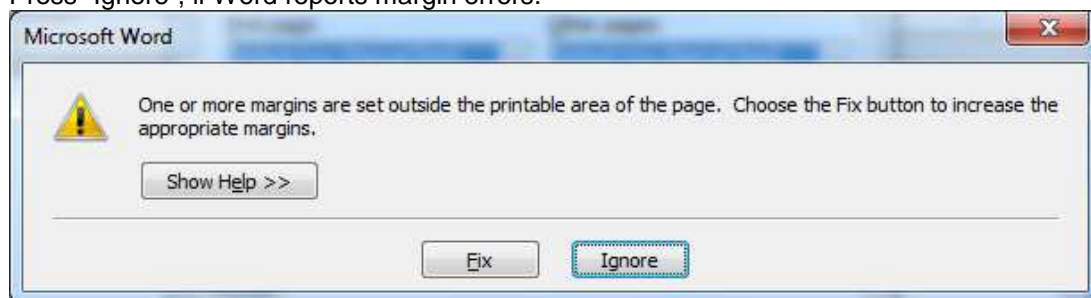 Press "Ignore", if Word reports margin errors.
Microsoft Word
One or more margins are set outside the printable area of the page. Choose the Fix button to increase the
appropriate margins.
Show Help >>
Fix
Ignore